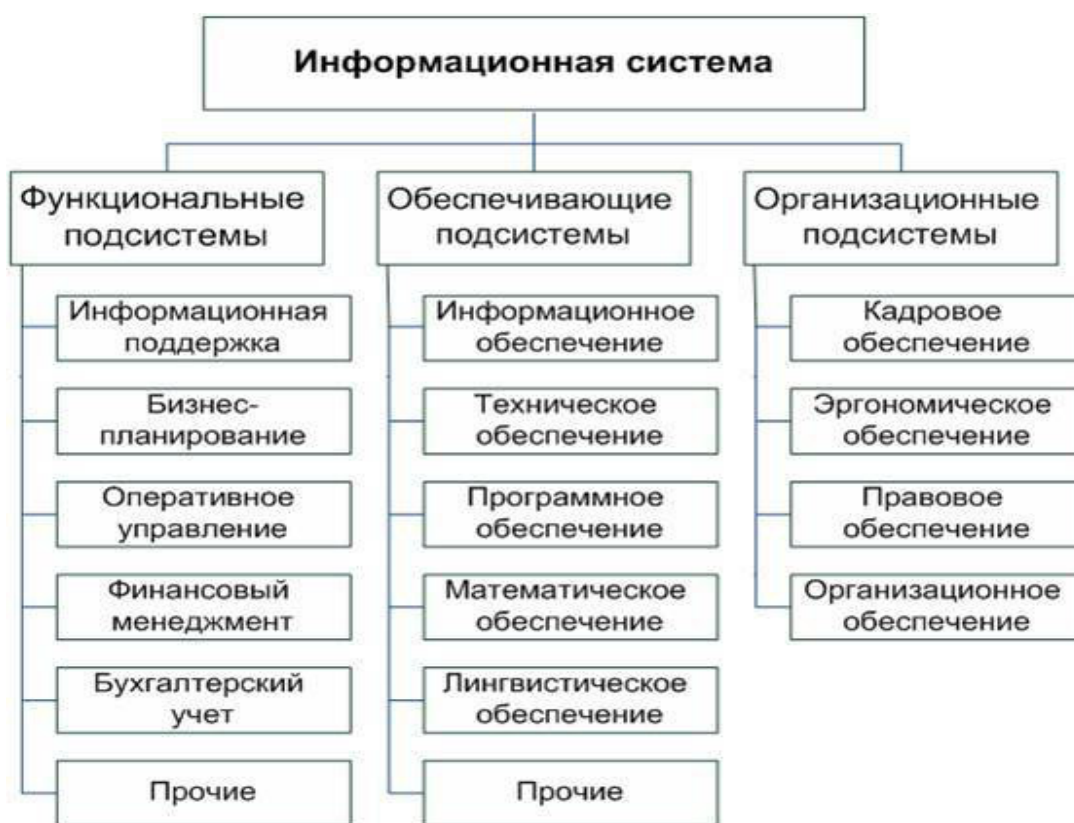 Информационная система
Функциональные
подсистемы
Информационная
поддержка
Бизнес-
планирование
Оперативное
управление
Финансовый
менеджмент
Бухгалтерский
учет
Прочие
Обеспечивающие
подсистемы
Информационное
обеспечение
Техническое
обеспечение
Программное
обеспечение
Математическое
обеспечение
Лингвистическое
обеспечение
Прочие
Организационные
подсистемы
Кадровое
обеспечение
Эргономическое
обеспечение
Правовое
обеспечение
Организационное
обеспечение